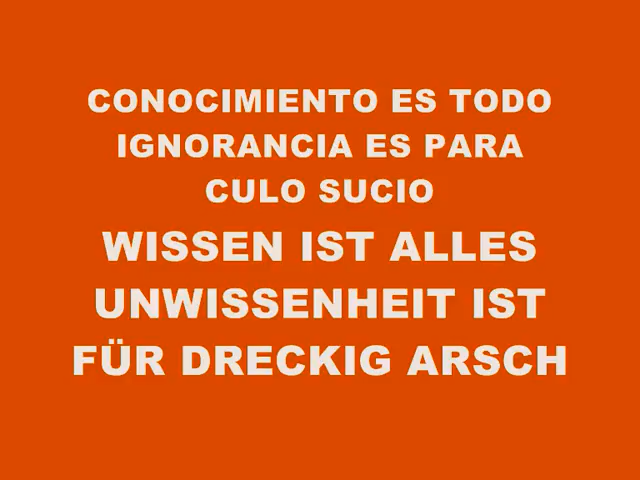 CONOCIMIENTO ES TODO
IGNORANCIA ES PARA
CULO SUCIO
WISSEN IST ALLES
UNWISSENHEIT IST
FÜR DRECKIG ARSCH